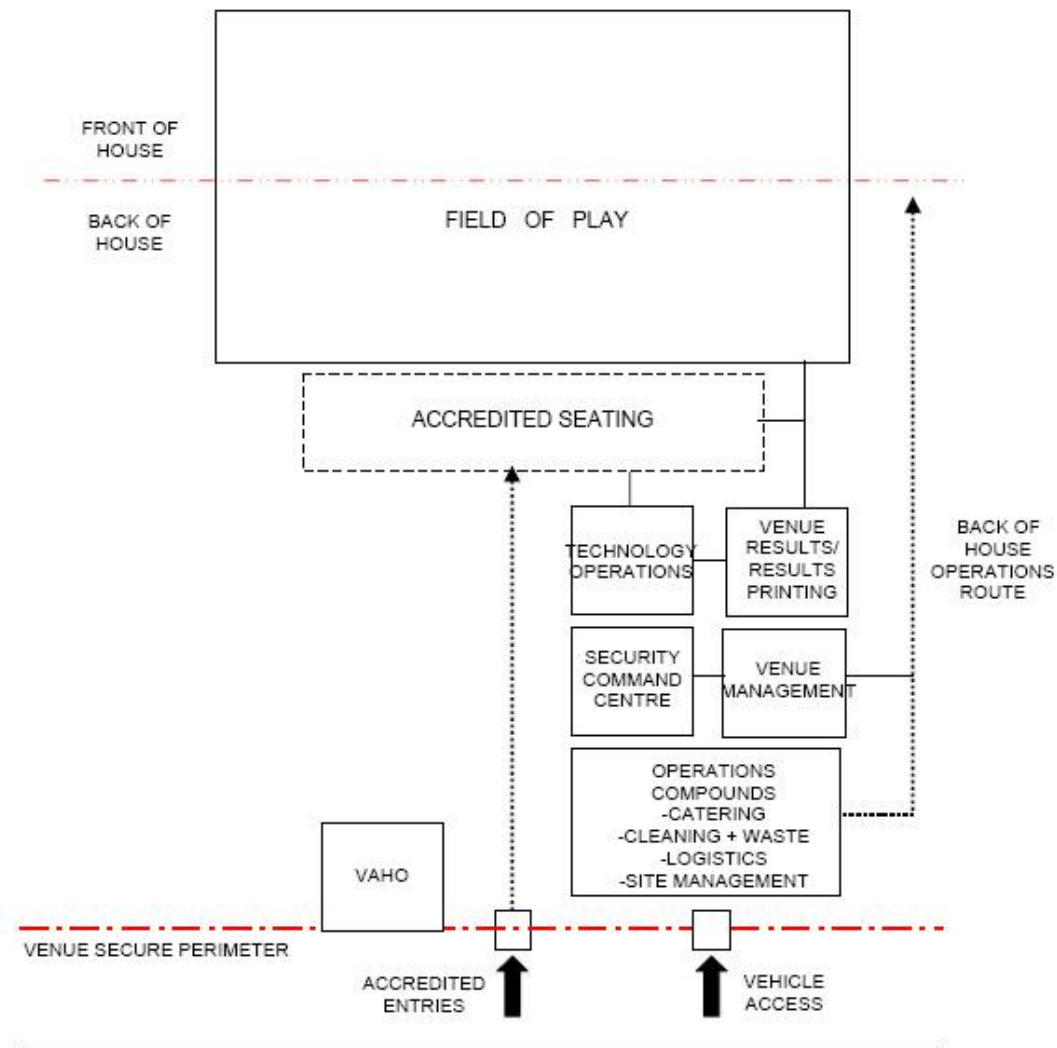 FRONT OF
HOUSE
BACK OF
HOUSE
FIELD OF PLAY
ACCREDITED SEATING
TECHNOLOGY
OPERATIONS
VENUE
RESULTS/
RESULTS
PRINTING
BACK OF
HOUSE
OPERATIONS
ROUTE
SECURITY
COMMAND
CENTRE
VENUE
MANAGEMENT
OPERATIONS
COMPOUNDS
-CATERING
-CLEANING + WASTE
-LOGISTICS
-SITE MANAGEMENT
VAHO
VENUE SECURE PERIMETER
ACCREDITED
ENTRIES
VEHICLE
ACCESS